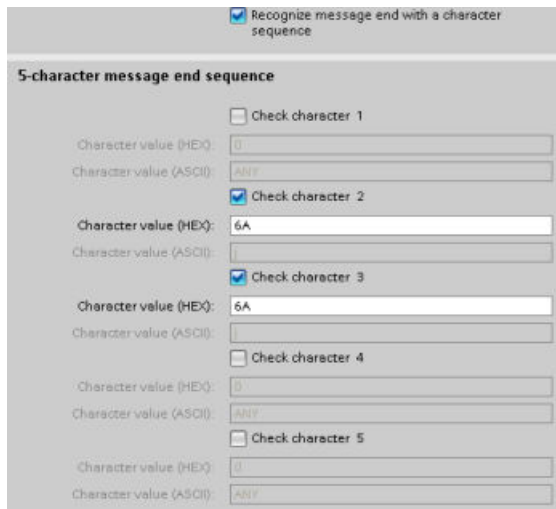 Recognize message end with a character
sequence
5-character message end sequence
Check character 1
Character value (HEX): 0
Character value (ASCII): ANY
Check character 2
Character value (HEX): 6A
Character value (ASCII): j
Check character 3
Character value (HEX): 6A
Character value (ASCII): j
Check character 4
Character value (HEX): 0
Character value (ASCII): ANY
Check character 5
Character value (HEX): 0
Character value (ASCII): ANY